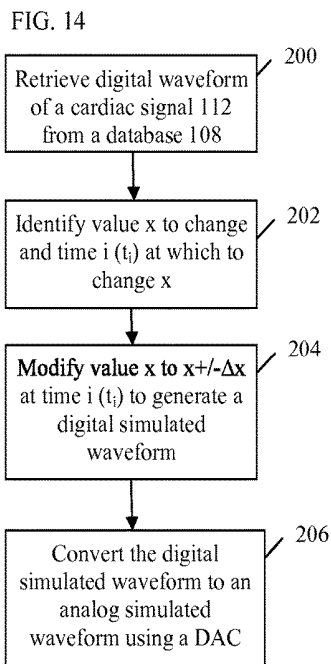 FIG. 14
200
Retrieve digital waveform
of a cardiac signal 112
from a database 108
202
Identify value x to change
and time i (tᵢ) at which to
change x
204
Modify value x to x+/-Δx
at time i (tᵢ) to generate a
digital simulated
waveform
206
Convert the digital
simulated waveform to an
analog simulated
waveform using a DAC